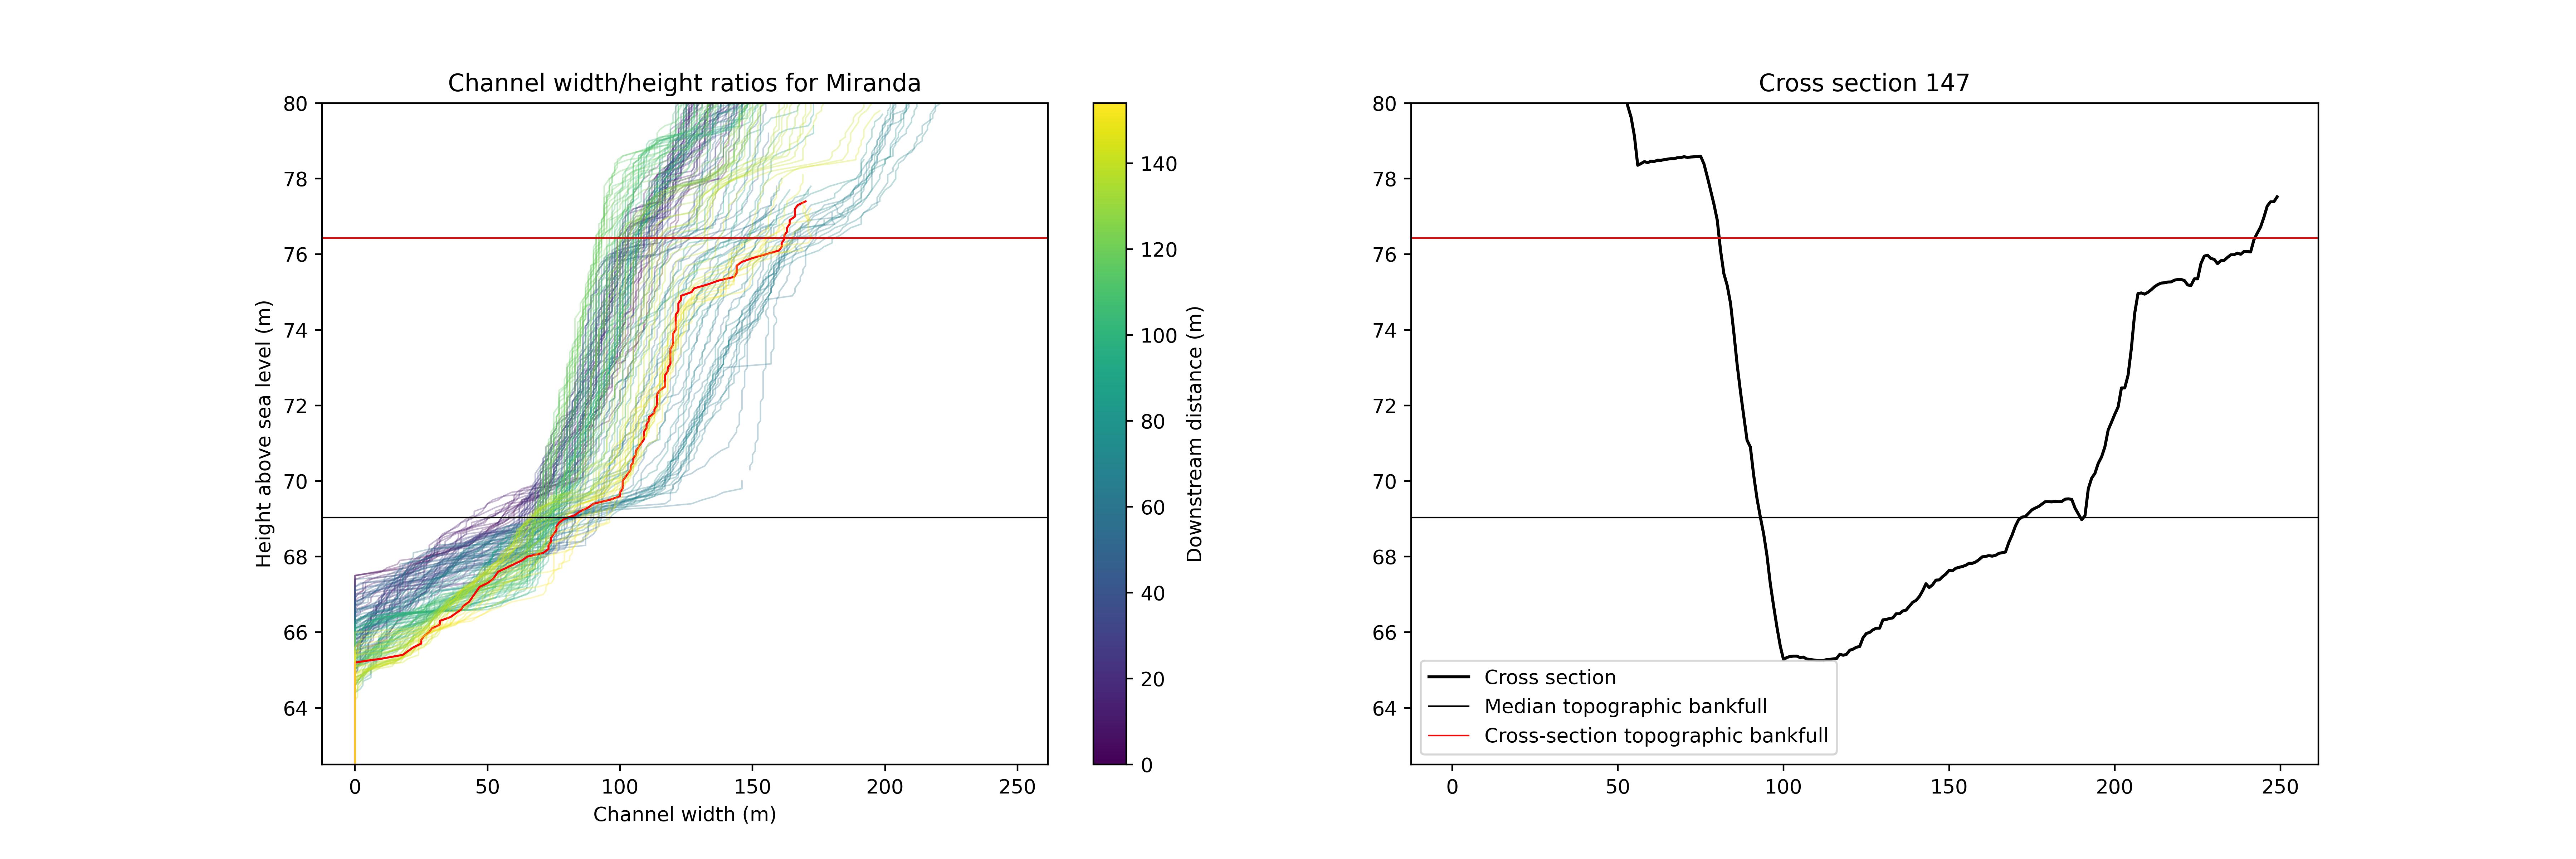 Channel width/height ratios for Miranda
80
78
76
74
72
70
68
66
64
Height above sea level (m)
0 50 100 150 200 250
Channel width (m)
140
120
100
80
60
40
20
0
Downstream distance (m)
Cross section 147
80
78
76
74
72
70
68
66
64
Cross section
Median topographic bankfull
Cross-section topographic bankfull
0 50 100 150 200 250